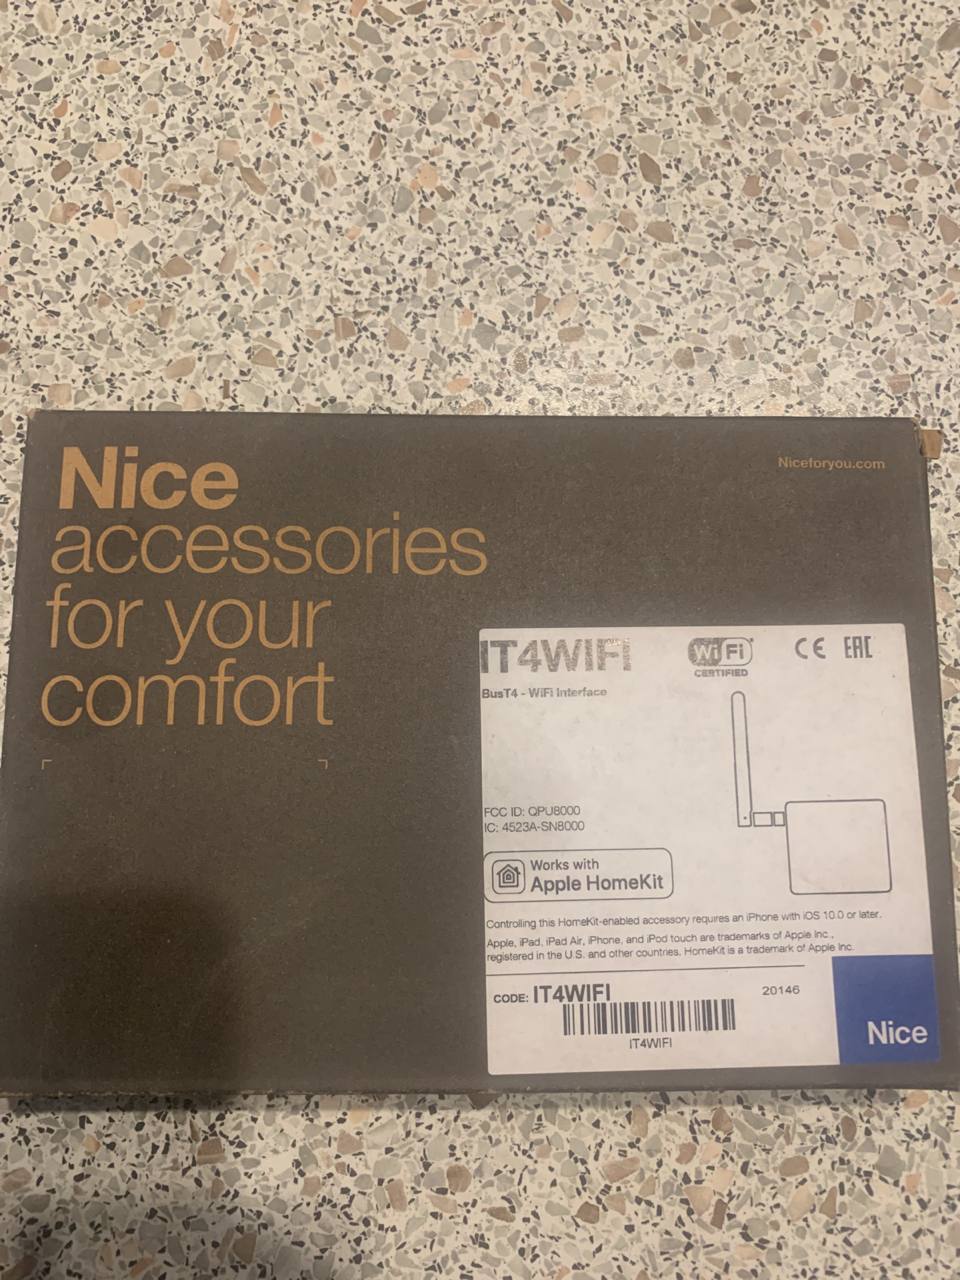 Nice
accessories
for your
comfort
Niceforyou.com
IT4WIFI
WiFi
CERTIFIED
CE EAC
BusT4 - WiFi Interface
FCC ID: QPU8000
IC: 4523A-SN8000
Works with
Apple HomeKit
Controlling this HomeKit-enabled accessory requires an iPhone with iOS 10.0 or later.
Apple, iPad, iPad Air, iPhone, and iPod touch are trademarks of Apple Inc.,
registered in the U.S. and other countries. HomeKit is a trademark of Apple Inc.
CODE: IT4WIFI
20146
IT4WIFI
Nice